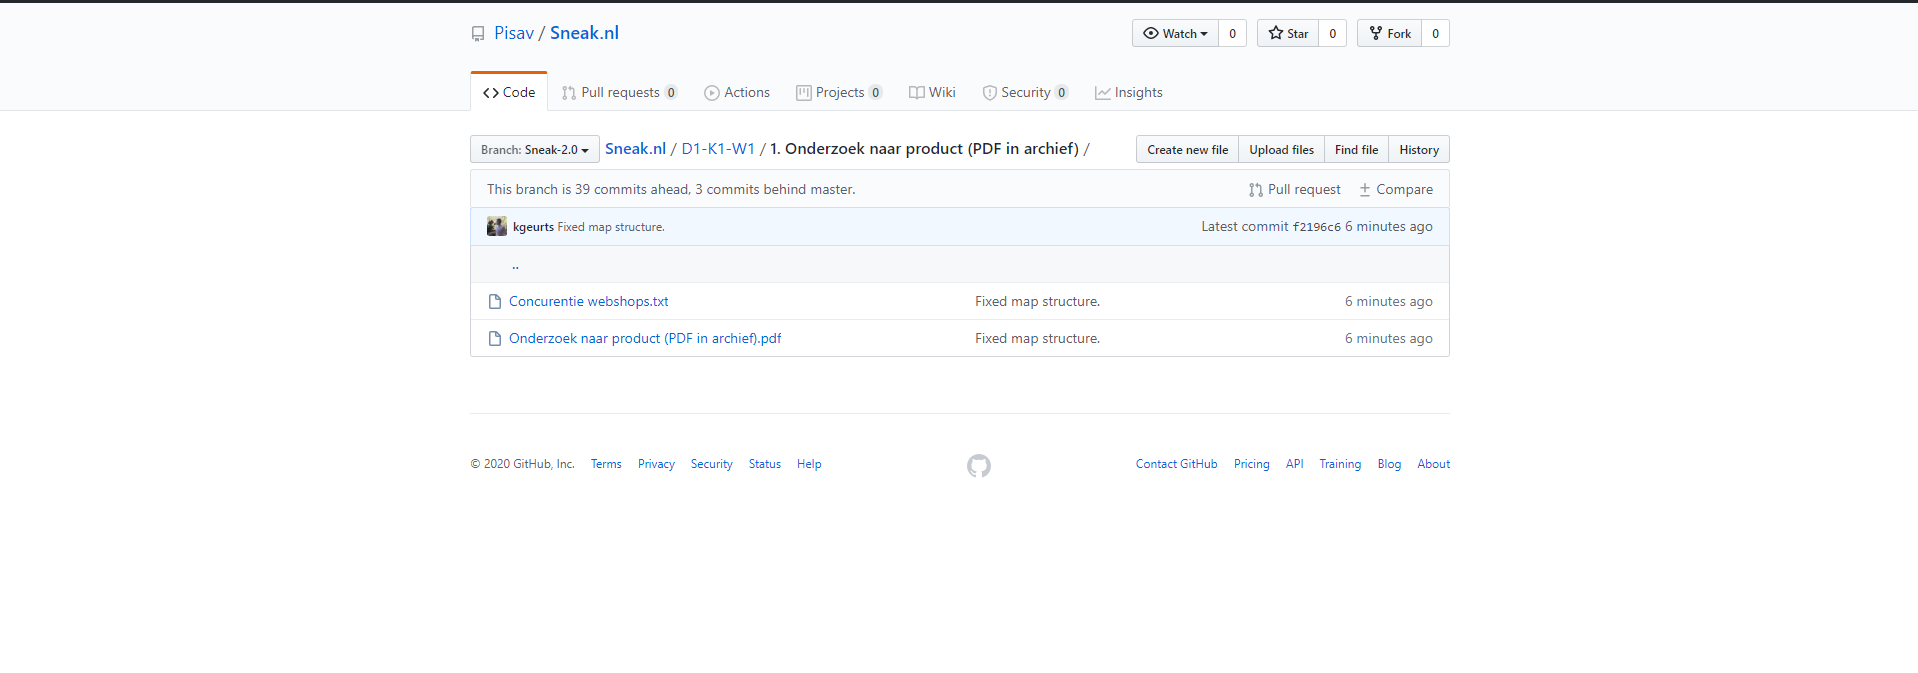 Pisav / Sneak.nl
Watch 0 Star 0 Fork 0
Code Pull requests 0 Actions Projects 0 Wiki Security 0 Insights
Branch: Sneak-2.0 Sneak.nl / D1-K1-W1 / 1. Onderzoek naar product (PDF in archief) / Create new file Upload files Find file History
This branch is 39 commits ahead, 3 commits behind master. Pull request Compare
kgeurts Fixed map structure. Latest commit f2196c6 6 minutes ago
..
Concurentie webshops.txt Fixed map structure. 6 minutes ago
Onderzoek naar product (PDF in archief).pdf Fixed map structure. 6 minutes ago
© 2020 GitHub, Inc. Terms Privacy Security Status Help Contact GitHub Pricing API Training Blog About